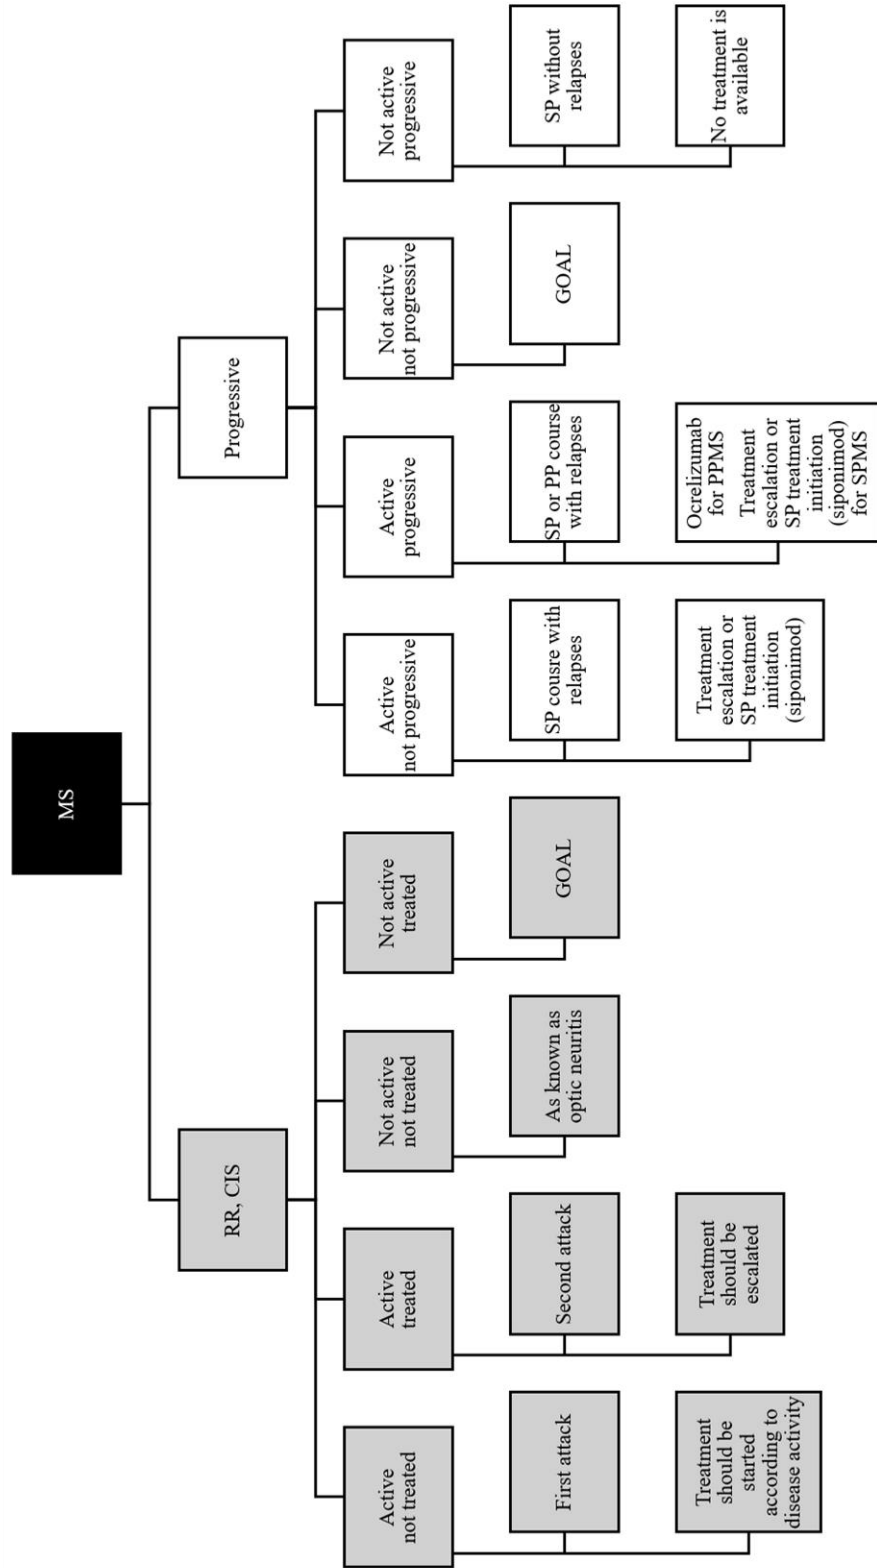 MS
RR, CIS
Progressive
Active
not treated
Active
treated
Not active
not treated
Not active
treated
Active
not progressive
Active
progressive
Not active
not progressive
Not active
progressive
First attack
Second attack
As known as
optic neuritis
GOAL
SP cousre with
relapses
SP or PP course
with relapses
GOAL
SP without
relapses
Treatment
should be
started
according to
disease activity
Treatment
should be
escalated
Treatment
escalation or
SP treatment
initiation
(siponimod)
Ocrelizumab
for PPMS
Treatment
escalation or
SP treatment
initiation
(siponimod)
for SPMS
No treatment is
available